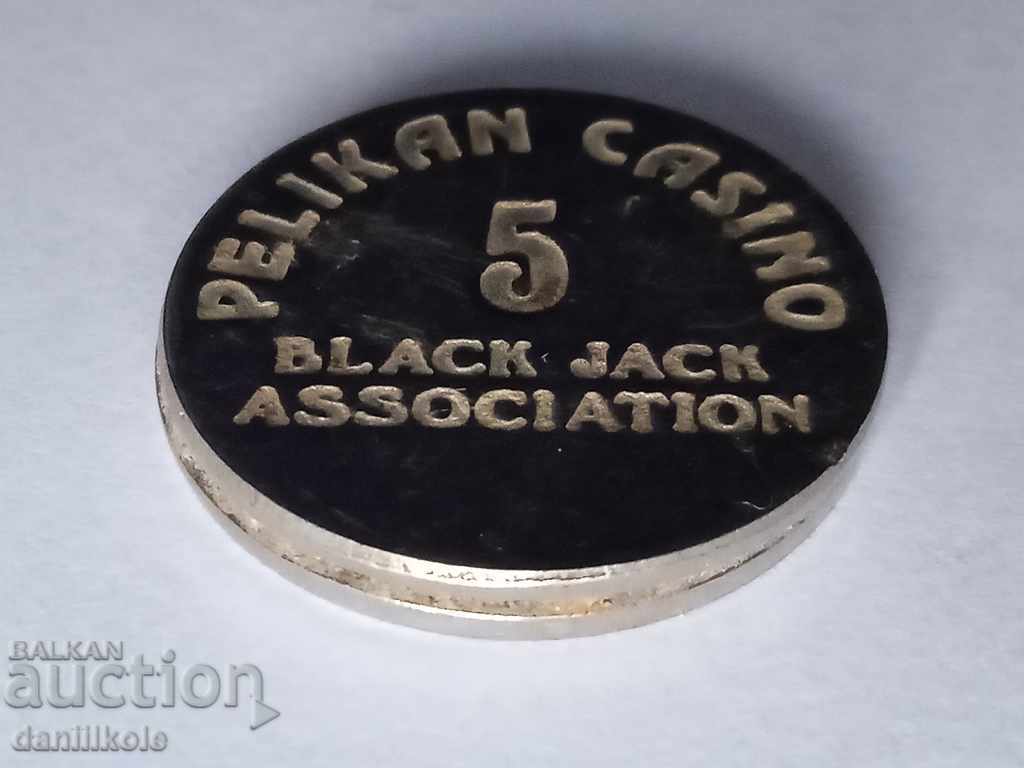 PELIKAN CASINO
5
BLACK JACK
ASSOCIATION
BALKAN
auction
daniilkole